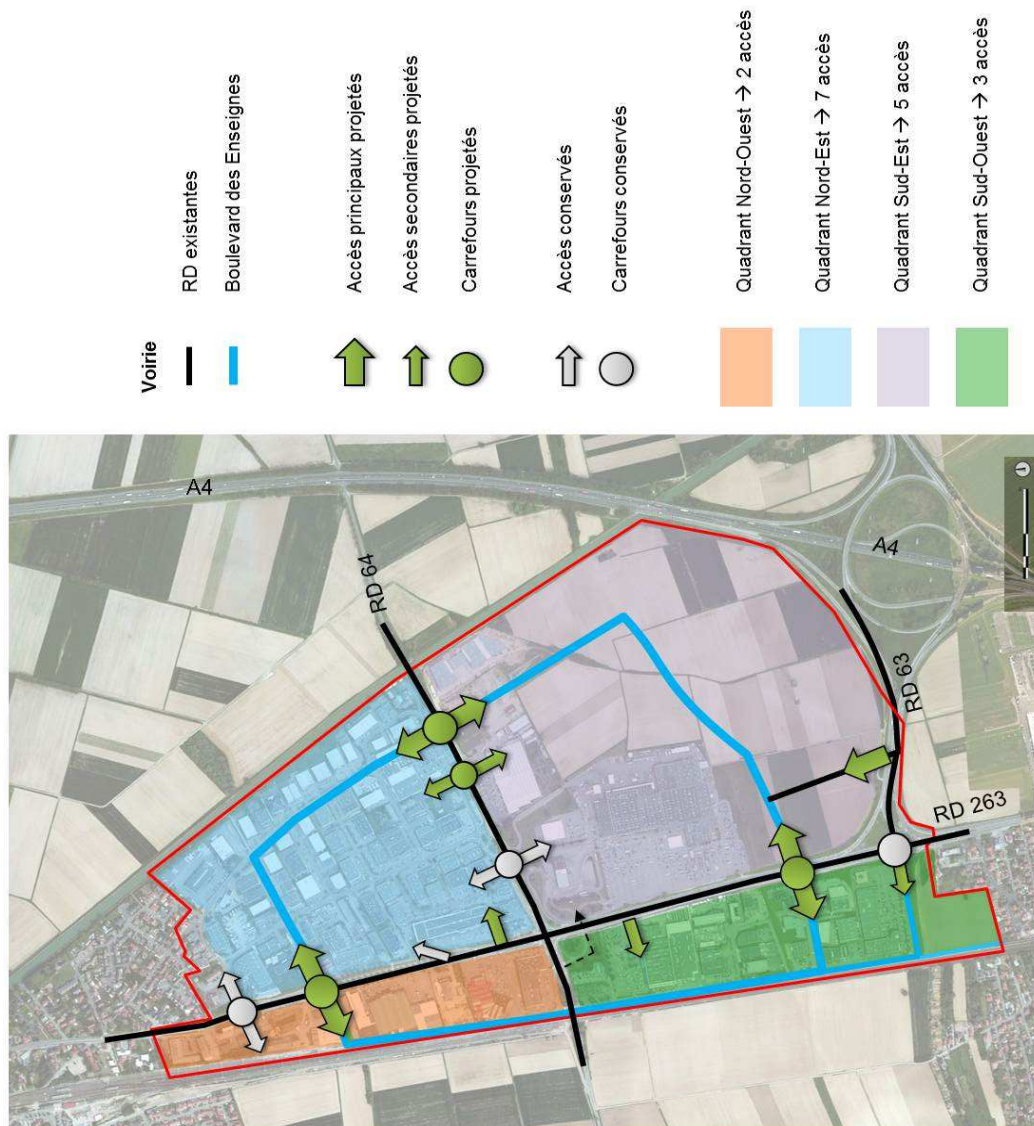 Voirie
RD existantes
Boulevard des Enseignes
Accès principaux projetés
Accès secondaires projetés
Carrefours projetés
Accès conservés
Carrefours conservés
Quadrant Nord-Ouest → 2 accès
Quadrant Nord-Est → 7 accès
Quadrant Sud-Est → 5 accès
Quadrant Sud-Ouest → 3 accès
A4
RD 64
A4
RD 63
RD 263